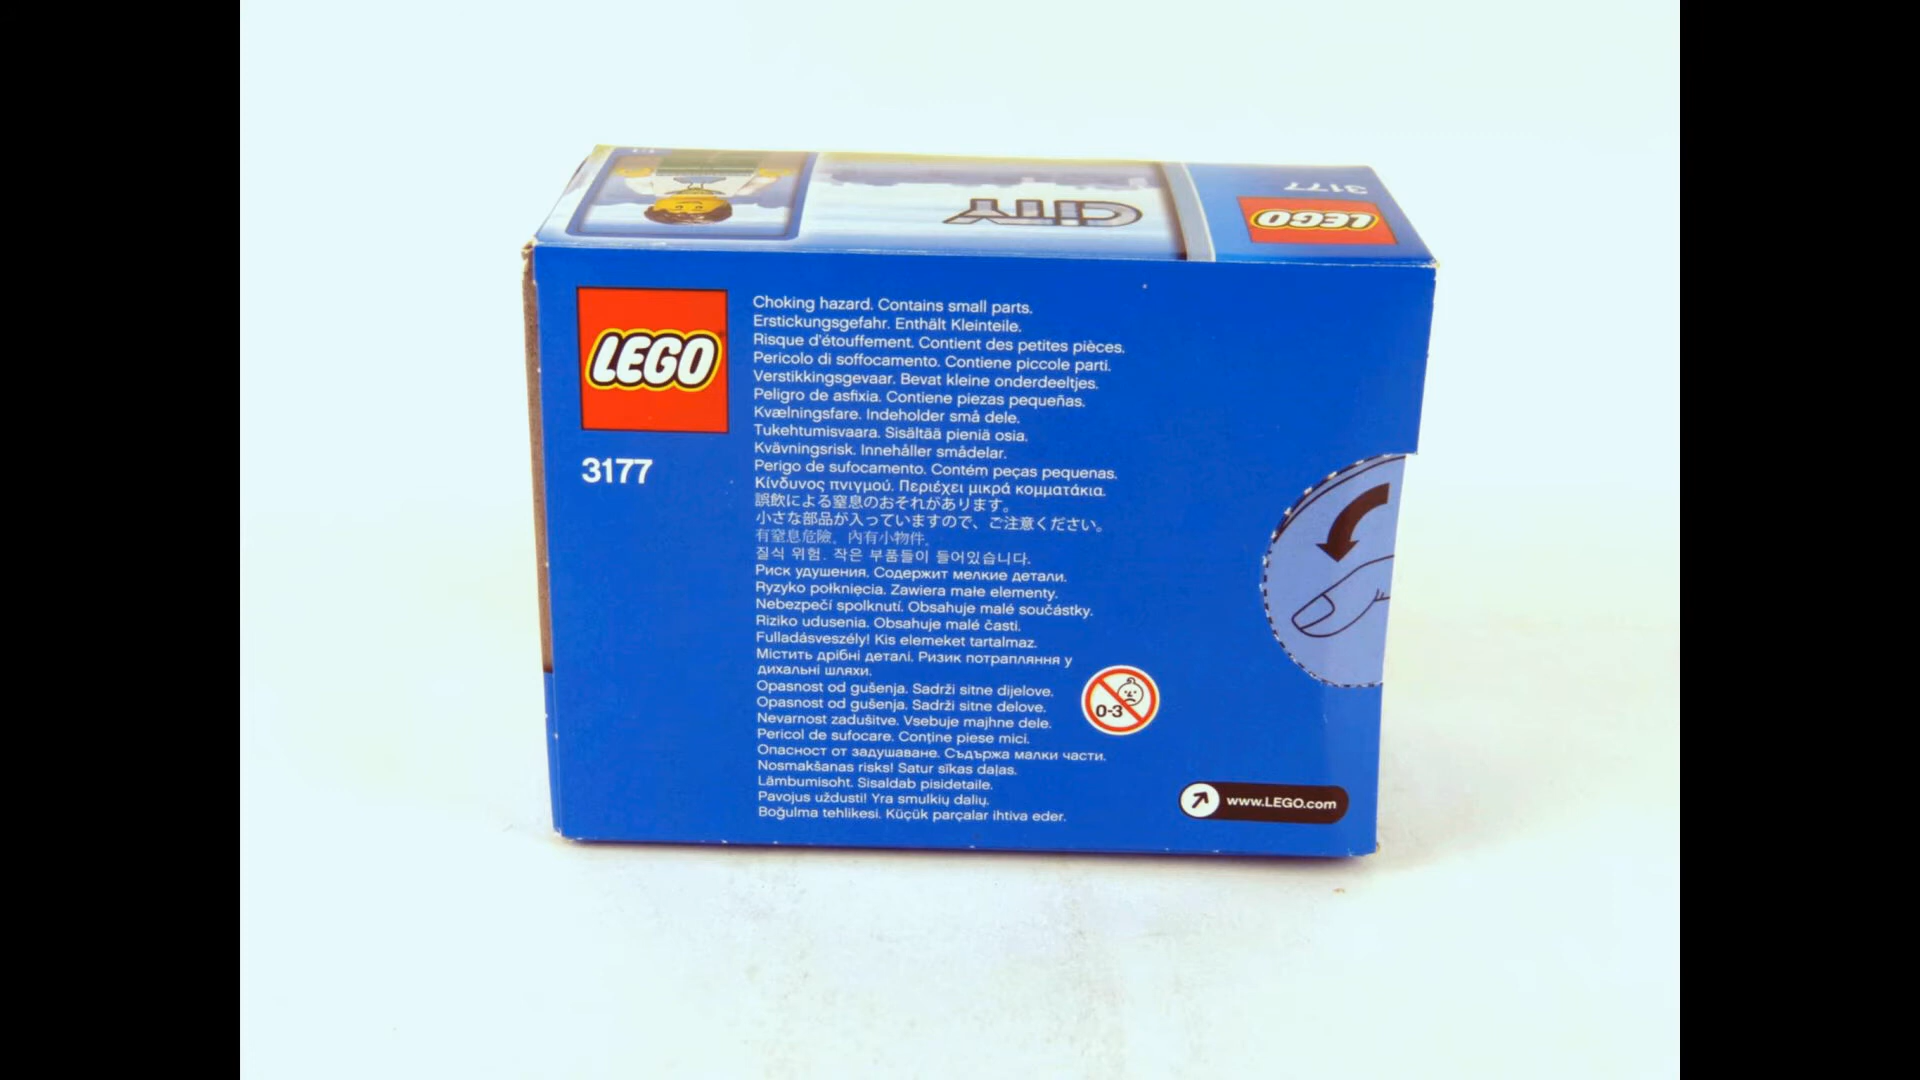 CITY
3177
LEGO
LEGO
3177
Choking hazard. Contains small parts.
Erstickungsgefahr. Enthält Kleinteile.
Risque d'étouffement. Contient des petites pièces.
Pericolo di soffocamento. Contiene piccole parti.
Verstikkingsgevaar. Bevat kleine onderdeeltjes.
Peligro de asfixia. Contiene piezas pequeñas.
Kvælningsfare. Indeholder små dele.
Tukehtumisvaara. Sisältää pieniä osia.
Kvävningsrisk. Innehåller smådelar.
Perigo de sufocamento. Contém peças pequenas.
Κίνδυνος πνιγμού. Περιέχει μικρά κομματάκια.
誤飲による窒息のおそれがあります。
小さな部品が入っていますので、ご注意ください。
有窒息危險。內有小物件。
질식 위험. 작은 부품들이 들어있습니다.
Риск удушения. Содержит мелкие детали.
Ryzyko połknięcia. Zawiera małe elementy.
Nebezpečí spolknutí. Obsahuje malé součástky.
Riziko udusenia. Obsahuje malé časti.
Fulladásveszély! Kis elemeket tartalmaz.
Містить дрібні деталі. Ризик потрапляння у
дихальні шляхи.
Opasnost od gušenja. Sadrži sitne dijelove.
Opasnost od gušenja. Sadrži sitne delove.
Nevarnost zadušitve. Vsebuje majhne dele.
Pericol de sufocare. Conține piese mici.
Опасност от задушаване. Съдържа малки части.
Nosmakšanas risks! Satur sīkas daļas.
Lämbumisoht. Sisaldab pisidetaile.
Pavojus uždusti! Yra smulkių dalių.
Boğulma tehlikesi. Küçük parçalar ihtiva eder.
0-3
www.LEGO.com